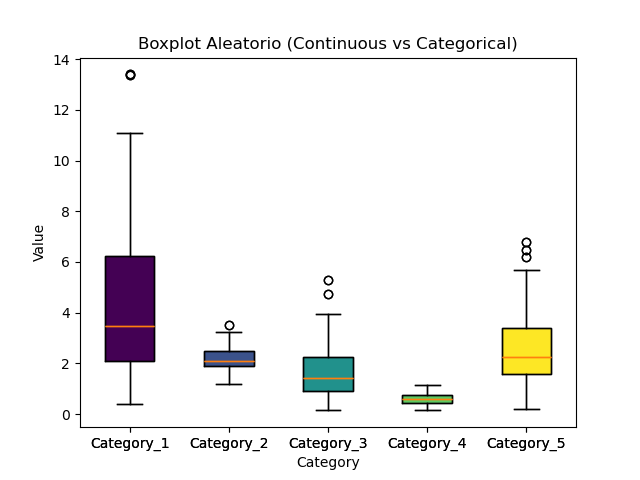 Boxplot Aleatorio (Continuous vs Categorical)
14
12
10
8
6
4
2
0
Value
Category_1 Category_2 Category_3 Category_4 Category_5
Category